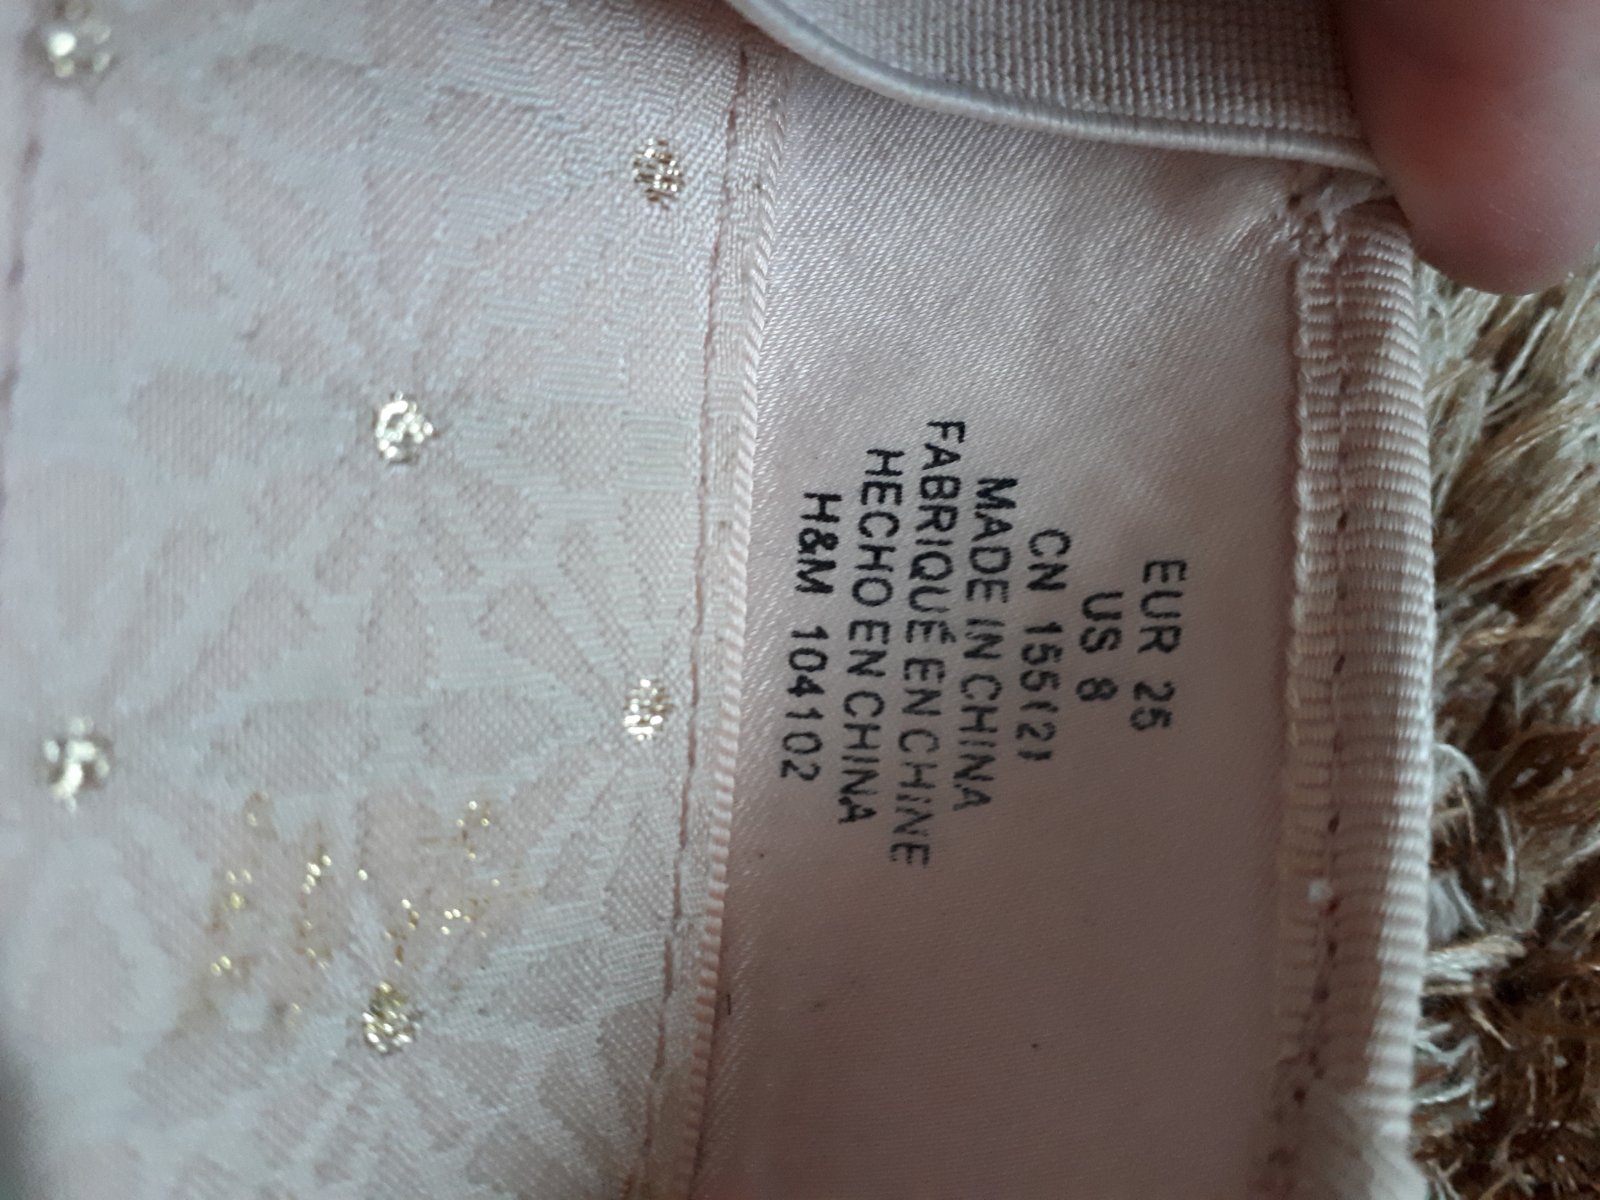 EUR 25
US 8
CN 155(2)
MADE IN CHINA
FABRIQUÉ EN CHINE
HECHO EN CHINA
H&M 104102